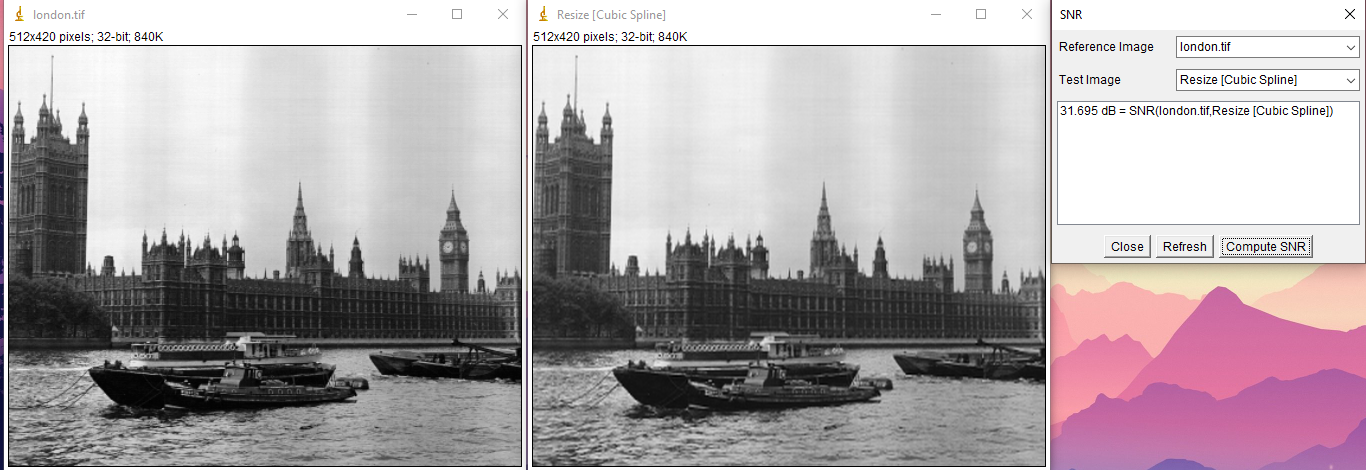 london.tif
512x420 pixels; 32-bit; 840K
Resize [Cubic Spline]
512x420 pixels; 32-bit; 840K
SNR
Reference Image london.tif
Test Image Resize [Cubic Spline]
31.695 dB = SNR(london.tif,Resize [Cubic Spline])
Close Refresh Compute SNR